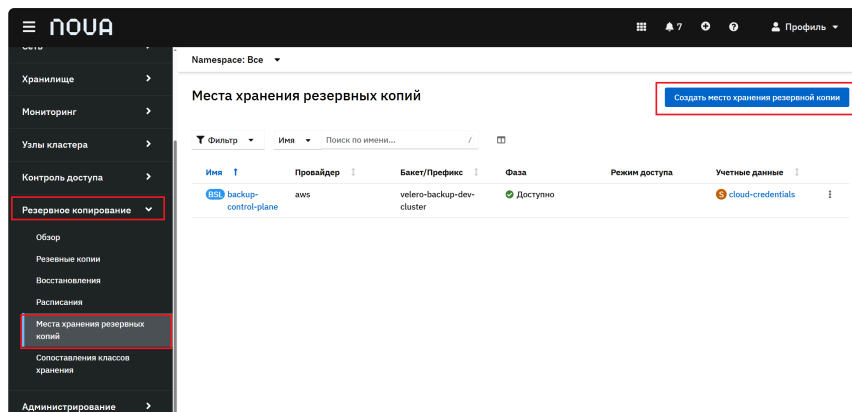 NOVA
7
Профиль
Сеть
Хранилище
Мониторинг
Узлы кластера
Контроль доступа
Резервное копирование
Обзор
Резевные копии
Восстановления
Расписания
Места хранения резервных
копий
Сопоставления классов
хранения
Администрирование
Namespace: Все
Места хранения резервных копий
Создать место хранения резервной копии
Фильтр
Имя
Поиск по имени...
/
Имя
Провайдер
Бакет/Префикс
Фаза
Режим доступа
Учетные данные
BSL backup-
control-plane
aws
velero-backup-dev-
cluster
Доступно
S cloud-credentials